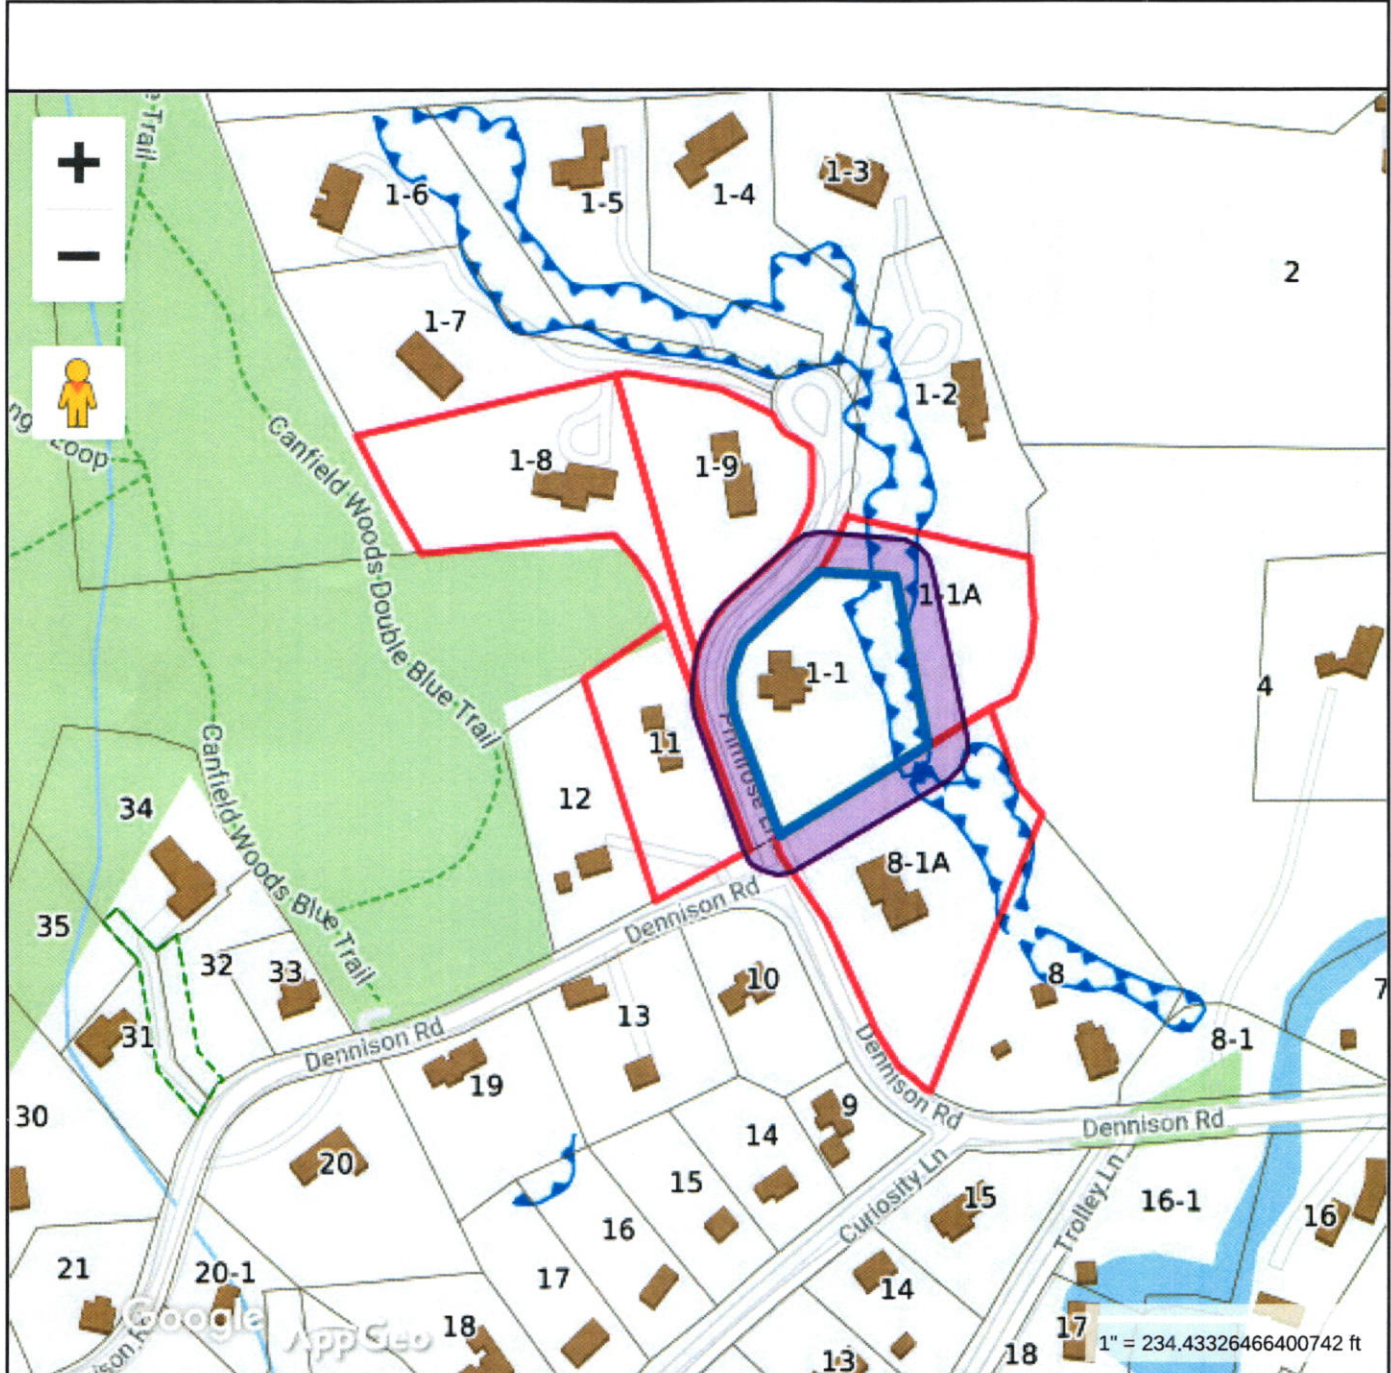 e Trail
+
−
1-6
1-5
1-4
1-3
2
1-7
1-2
ng
Loop
Canfield Woods Double Blue Trail
1-8
1-9
1-1A
1-1
4
11
Primrose Ln
12
34
Canfield Woods Blue Trail
8-1A
Dennison Rd
35
32
33
10
8
7
13
31
8-1
Dennison Rd
Dennison Rd
19
9
30
14
Dennison Rd
20
15
Curiosity Ln
15
Trolley Ln
16-1
16
16
21
20-1
17
14
Google
AppGeo
18
17
1" = 234.43326466400742 ft
ison R
13
18